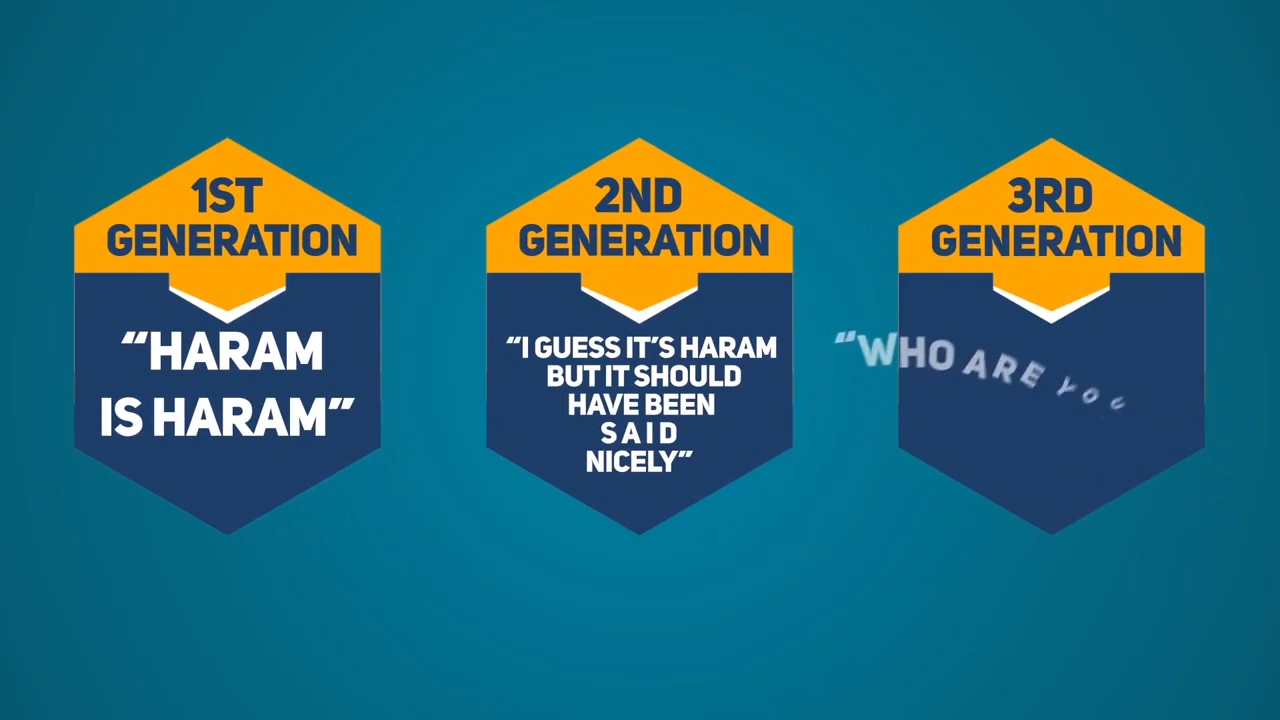 1ST
GENERATION
“HARAM
IS HARAM”
2ND
GENERATION
“I GUESS IT’S HARAM
BUT IT SHOULD
HAVE BEEN
SAID
NICELY”
3RD
GENERATION
“WHO ARE YOU